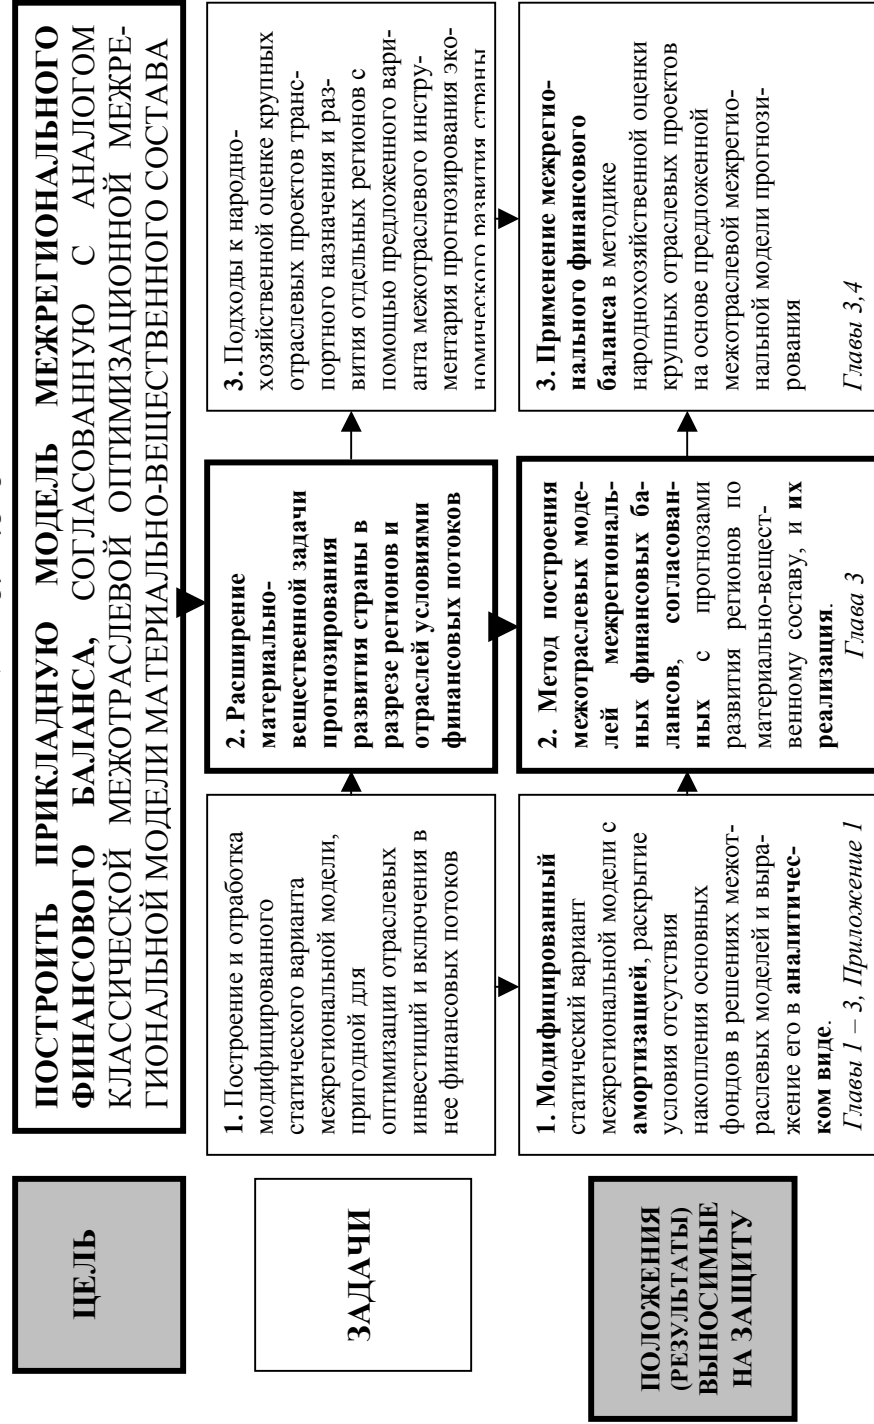 ЦЕЛЬ
ПОСТРОИТЬ ПРИКЛАДНУЮ МОДЕЛЬ МЕЖРЕГИОНАЛЬНОГО
ФИНАНСОВОГО БАЛАНСА, СОГЛАСОВАННУЮ С АНАЛОГОМ
КЛАССИЧЕСКОЙ МЕЖОТРАСЛЕВОЙ ОПТИМИЗАЦИОННОЙ МЕЖРЕ-
ГИОНАЛЬНОЙ МОДЕЛИ МАТЕРИАЛЬНО-ВЕЩЕСТВЕННОГО СОСТАВА
ЗАДАЧИ
1. Построение и отработка
модифицированного
статического варианта
межрегиональной модели,
пригодной для
оптимизации отраслевых
инвестиций и включения в
нее финансовых потоков
2. Расширение
материально-
вещественной задачи
прогнозирования
развития страны в
разрезе регионов и
отраслей условиями
финансовых потоков
3. Подходы к народно-
хозяйственной оценке крупных
отраслевых проектов транс-
портного назначения и раз-
вития отдельных регионов с
помощью предложенного вари-
анта межотраслевого инстру-
ментария прогнозирования эко-
номического развития страны
ПОЛОЖЕНИЯ
(РЕЗУЛЬТАТЫ)
ВЫНОСИМЫЕ
НА ЗАЩИТУ
1. Модифицированный
статический вариант
межрегиональной модели с
амортизацией, раскрытие
условия отсутствия
накопления основных
фондов в решениях межот-
раслевых моделей и выра-
жение его в аналитичес-
ком виде.
Главы 1 – 3, Приложение 1
2. Метод построения
межотраслевых моде-
лей межрегиональ-
ных финансовых ба-
лансов, согласован-
ных с прогнозами
развития регионов по
материально-вещест-
венному составу, и их
реализация.
Глава 3
3. Применение межрегио-
нального финансового
баланса в методике
народнохозяйственной оценки
крупных отраслевых проектов
на основе предложенной
межотраслевой межрегио-
нальной модели прогнози-
рования
Главы 3,4